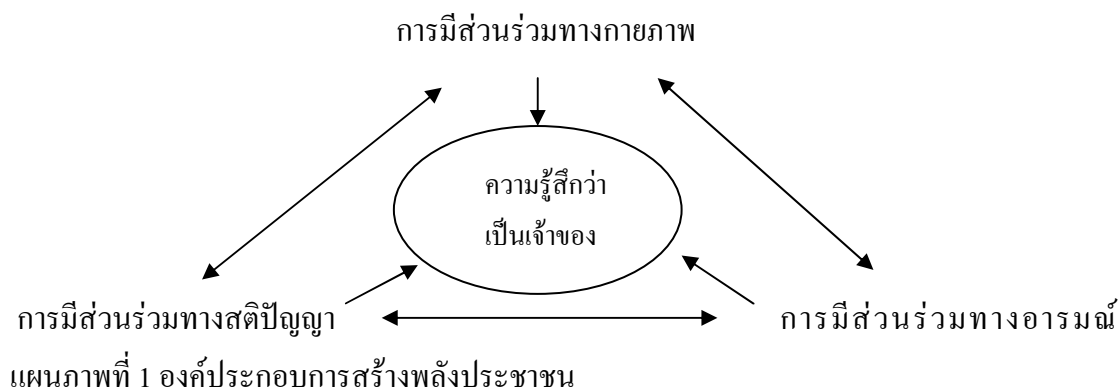 การมีส่วนร่วมทางกายภาพ
ความรู้สึกว่า
เป็นเจ้าของ
การมีส่วนร่วมทางสติปัญญา
การมีส่วนร่วมทางอารมณ์
แผนภาพที่ 1 องค์ประกอบการสร้างพลังประชาชน